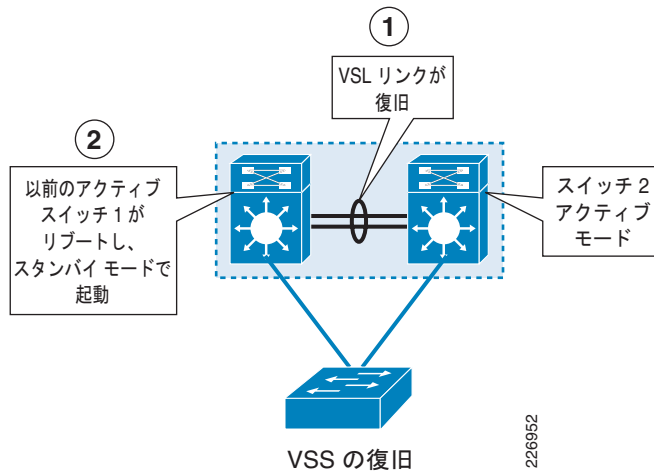 1
VSL リンクが
復旧
2
以前のアクティブ
スイッチ 1 が
リブートし、
スタンバイ モードで
起動
スイッチ 2
アクティブ
モード
VSS の復旧
226952